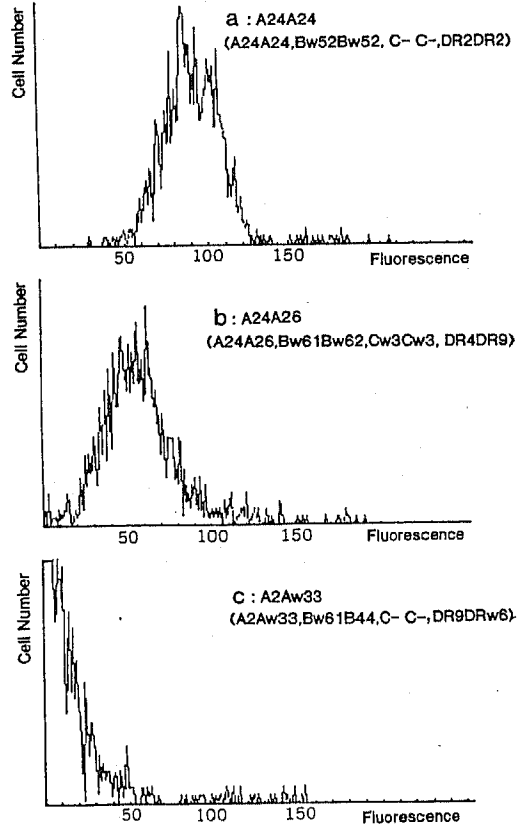 a : A24A24
(A24A24,Bw52Bw52, C- C-,DR2DR2)
Cell Number
50 100 150 Fluorescence
b : A24A26
(A24A26,Bw61Bw62,Cw3Cw3, DR4DR9)
Cell Number
50 100 150 Fluorescence
c : A2Aw33
(A2Aw33,Bw61B44,C- C-,DR9DRw6)
Cell Number
50 100 150 Fluorescence